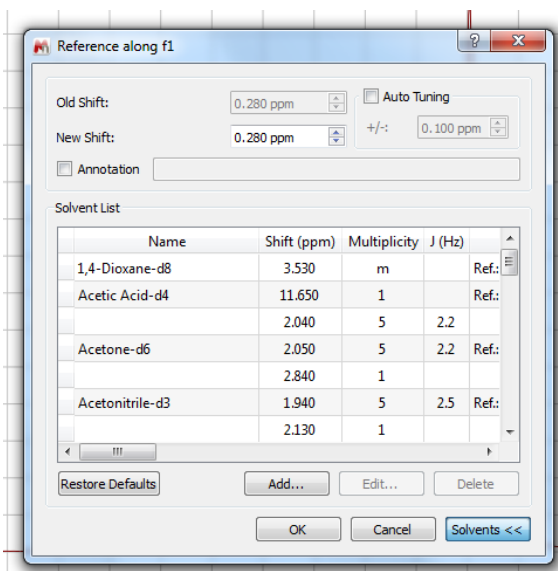 Reference along f1
Old Shift: 0.280 ppm Auto Tuning
New Shift: 0.280 ppm +/-: 0.100 ppm
Annotation
Solvent List
Name Shift (ppm) Multiplicity J (Hz)
1,4-Dioxane-d8 3.530 m Ref.:
Acetic Acid-d4 11.650 1 Ref.:
2.040 5 2.2
Acetone-d6 2.050 5 2.2 Ref.:
2.840 1
Acetonitrile-d3 1.940 5 2.5 Ref.:
2.130 1
Restore Defaults Add... Edit... Delete
OK Cancel Solvents <<